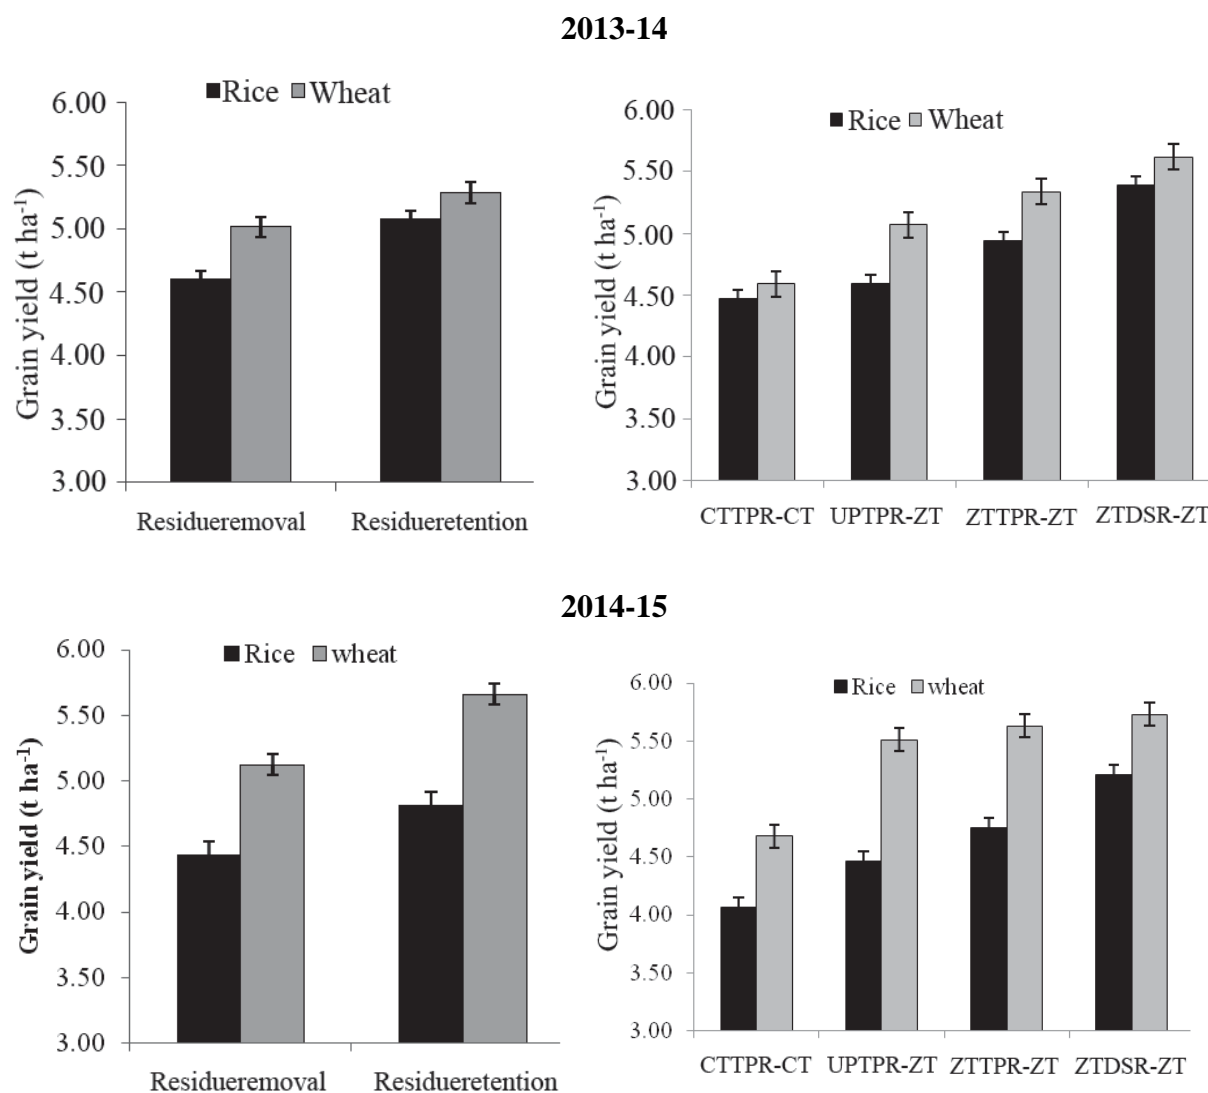 2013-14
Rice Wheat
6.00
5.50
5.00
4.50
4.00
3.50
3.00
Grain yield (t ha-1)
Residueremoval Residueretention
Rice Wheat
6.00
5.50
5.00
4.50
4.00
3.50
3.00
Grain yield (t ha-1)
CTTPR-CT UPTPR-ZT ZTTPR-ZT ZTDSR-ZT
2014-15
Rice wheat
6.00
5.50
5.00
4.50
4.00
3.50
3.00
Grain yield (t ha-1)
Residueremoval Residueretention
Rice wheat
6.00
5.50
5.00
4.50
4.00
3.50
3.00
Grain yield (t ha-1)
CTTPR-CT UPTPR-ZT ZTTPR-ZT ZTDSR-ZT